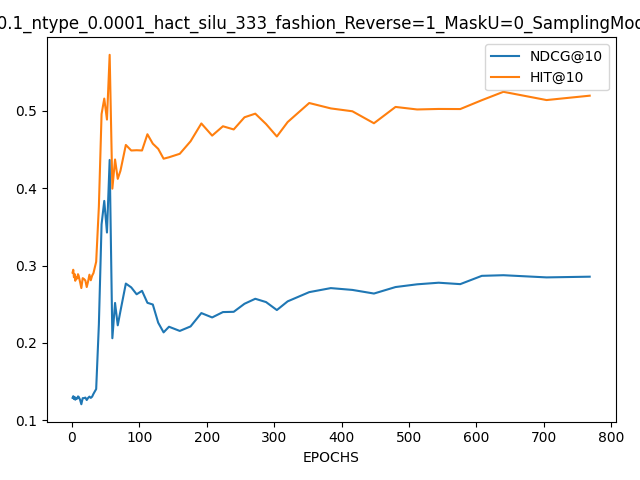 0.1_ntype_0.0001_hact_silu_333_fashion_Reverse=1_MaskU=0_SamplingMod
NDCG@10
HIT@10
0.5
0.4
0.3
0.2
0.1
0 100 200 300 400 500 600 700 800
EPOCHS